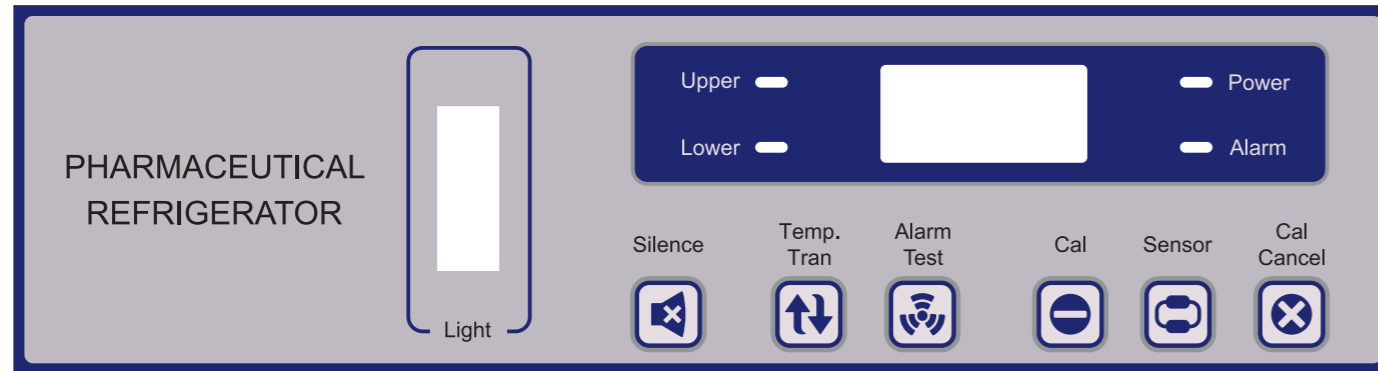 PHARMACEUTICAL
REFRIGERATOR
Light
Upper
Lower
Power
Alarm
Silence
Temp.
Tran
Alarm
Test
Cal
Sensor
Cal
Cancel